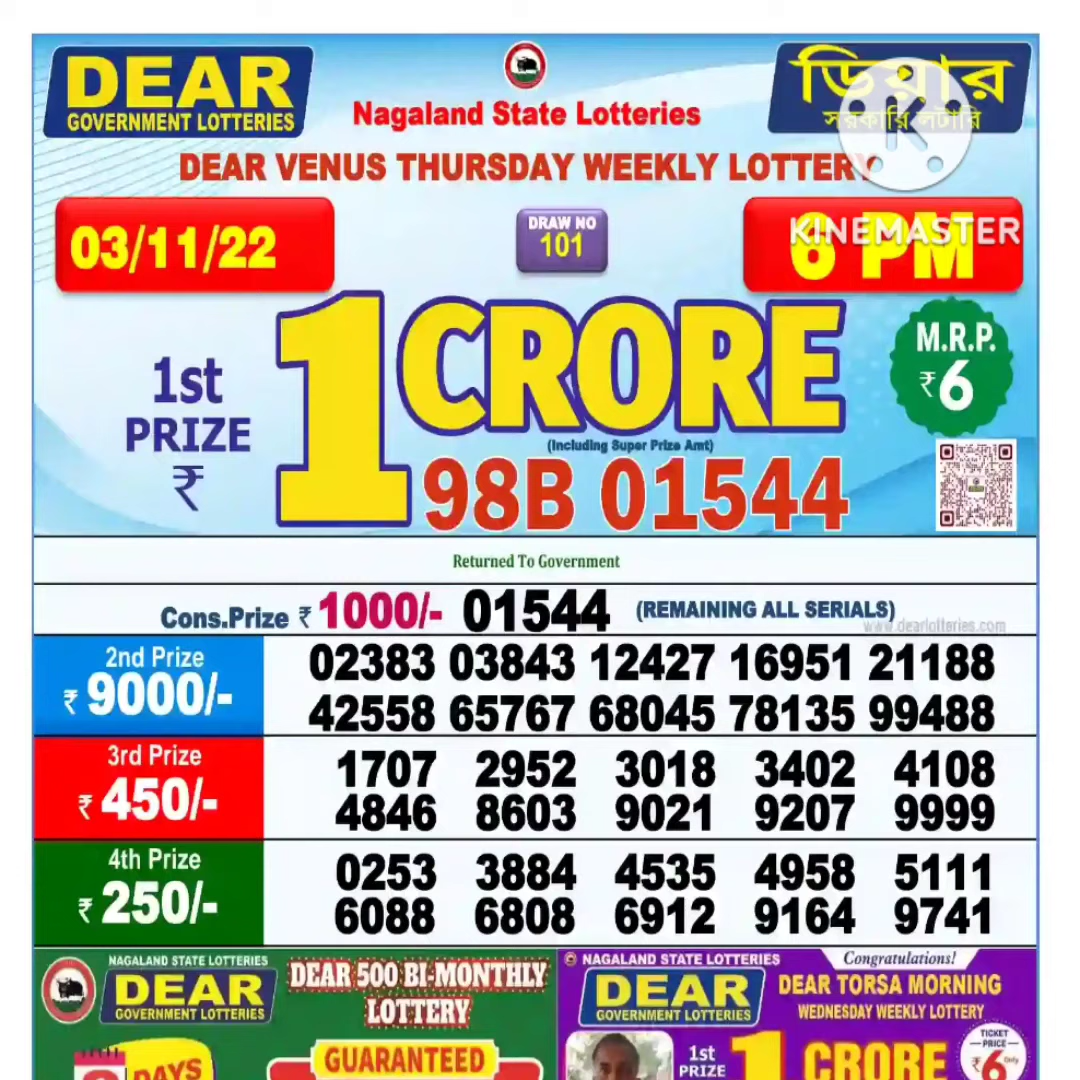 DEAR
GOVERNMENT LOTTERIES
Nagaland State Lotteries
ডিয়ার
সরকারি লটারি
DEAR VENUS THURSDAY WEEKLY LOTTERY
03/11/22
DRAW NO
101
KINEMASTER
6 PM
1st
PRIZE
₹
1 CRORE
(Including Super Prize Amt)
98B 01544
M.R.P.
₹6
Returned To Government
Cons.Prize ₹ 1000/- 01544 (REMAINING ALL SERIALS)
www.dearlotteries.com
2nd Prize
₹ 9000/-
02383 03843 12427 16951 21188
42558 65767 68045 78135 99488
3rd Prize
₹ 450/-
1707 2952 3018 3402 4108
4846 8603 9021 9207 9999
4th Prize
₹ 250/-
0253 3884 4535 4958 5111
6088 6808 6912 9164 9741
NAGALAND STATE LOTTERIES
DEAR
GOVERNMENT LOTTERIES
DEAR 500 BI-MONTHLY
LOTTERY
GUARANTEED
DAYS
NAGALAND STATE LOTTERIES
DEAR
GOVERNMENT LOTTERIES
Congratulations!
DEAR TORSA MORNING
WEDNESDAY WEEKLY LOTTERY
1st
PRIZE
1 CRORE
TICKET
PRICE
₹6 Only